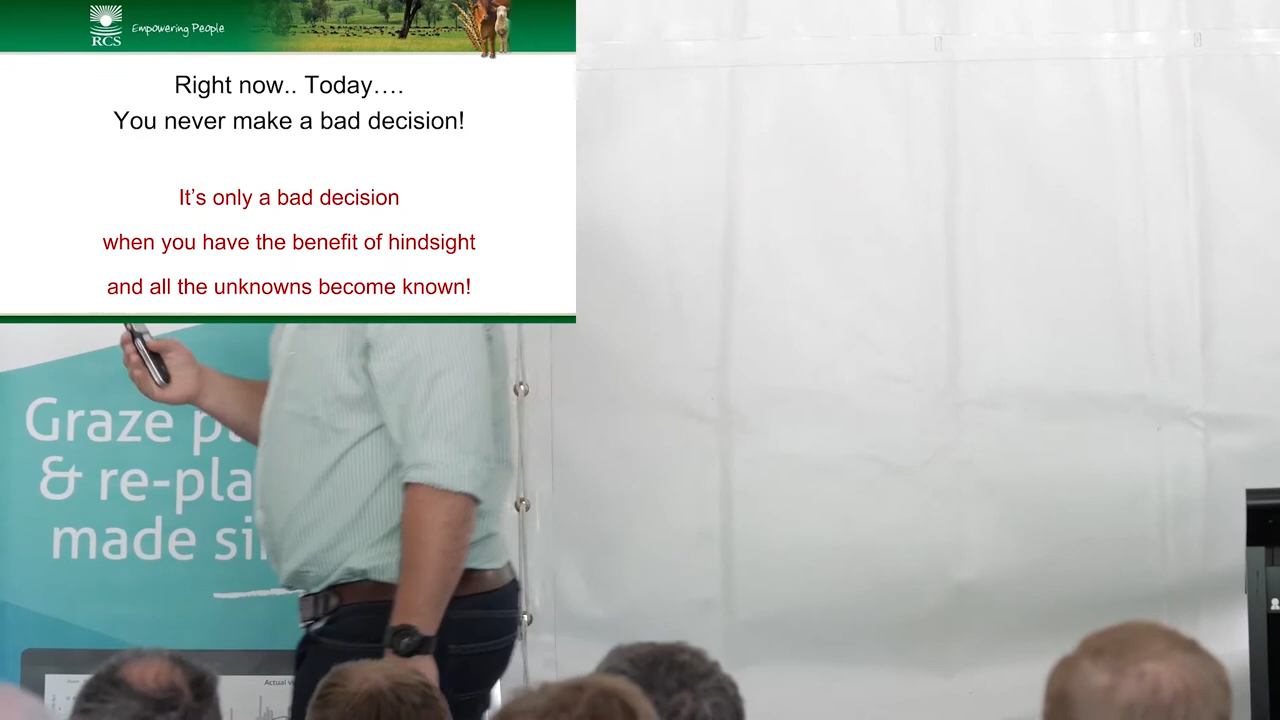 RCS
Empowering People
Right now.. Today….
You never make a bad decision!
It’s only a bad decision
when you have the benefit of hindsight
and all the unknowns become known!
Graze
& re-pla
made si
Actual